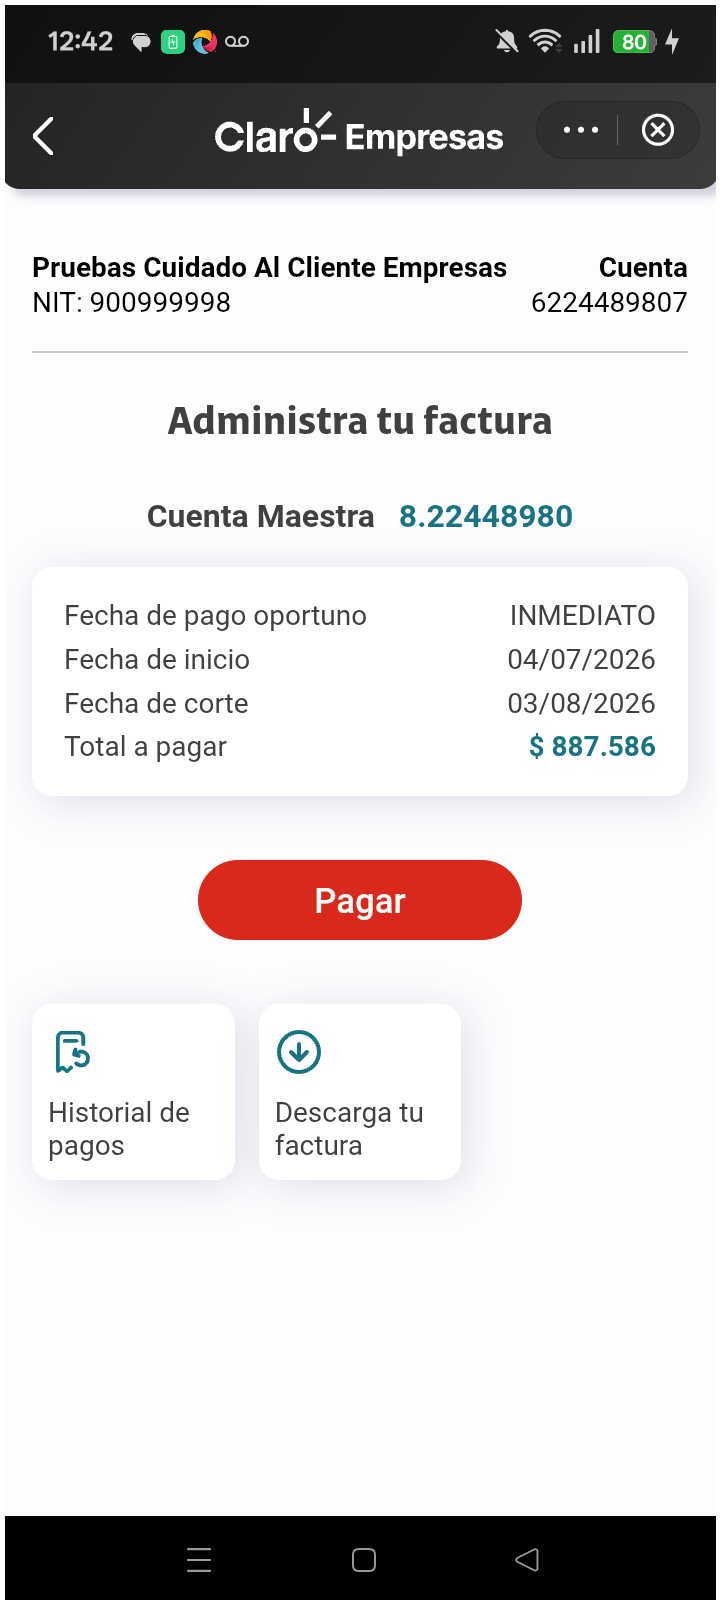 12:42
80
Claro Empresas
Pruebas Cuidado Al Cliente Empresas Cuenta
NIT: 900999998 6224489807
Administra tu factura
Cuenta Maestra 8.22448980
Fecha de pago oportuno INMEDIATO
Fecha de inicio 04/07/2026
Fecha de corte 03/08/2026
Total a pagar $ 887.586
Pagar
Historial de
pagos
Descarga tu
factura